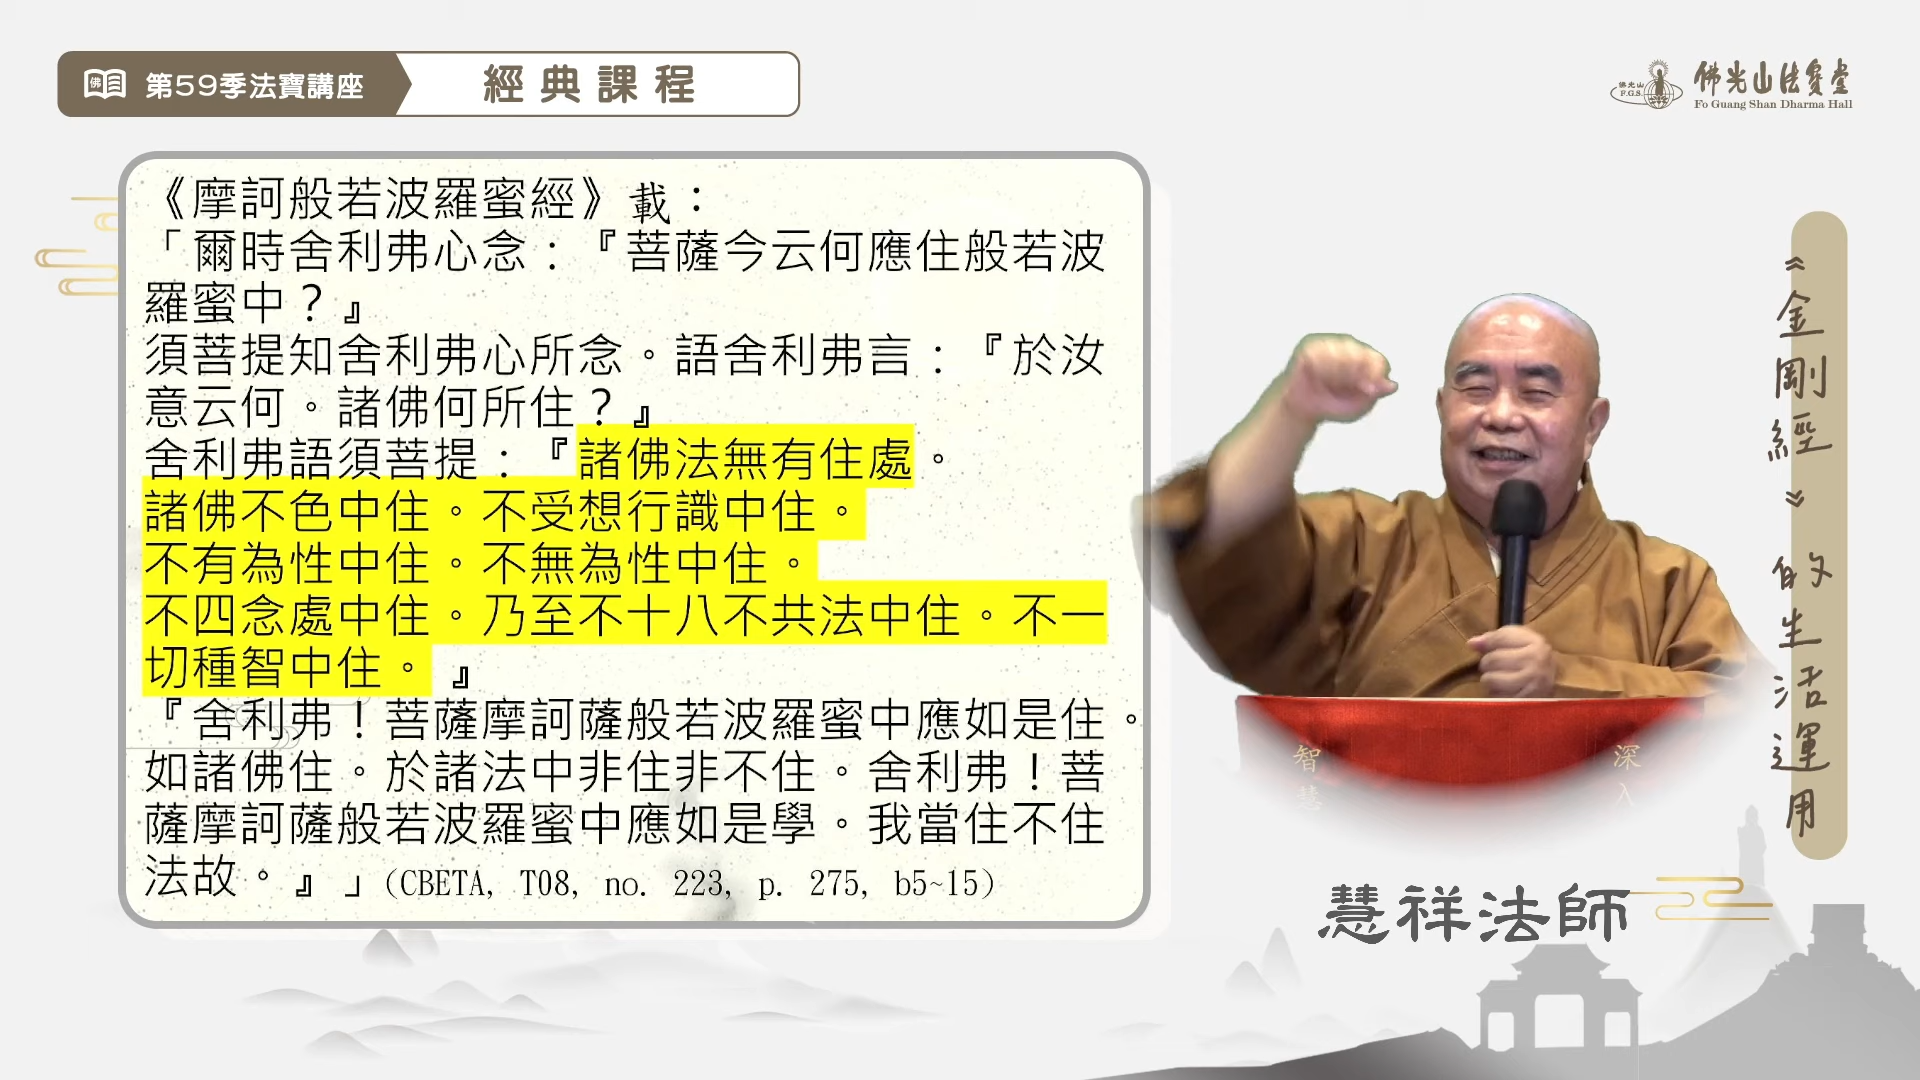 第59季法寶講座
經典課程
佛光山
F.G.S.
佛光山法寶堂
Fo Guang Shan Dharma Hall
《摩訶般若波羅蜜經》載：
「爾時舍利弗心念：『菩薩今云何應住般若波
羅蜜中？』
須菩提知舍利弗心所念。語舍利弗言：『於汝
意云何。諸佛何所住？』
舍利弗語須菩提：『諸佛法無有住處。
諸佛不色中住。不受想行識中住。
不有為性中住。不無為性中住。
不四念處中住。乃至不十八不共法中住。不一
切種智中住。』
『舍利弗！菩薩摩訶薩般若波羅蜜中應如是住。
如諸佛住。於諸法中非住非不住。舍利弗！菩
薩摩訶薩般若波羅蜜中應如是學。我當住不住
法故。』」(CBETA, T08, no. 223, p. 275, b5~15)
《金剛經》的生活運用
智慧
深入
慧祥法師